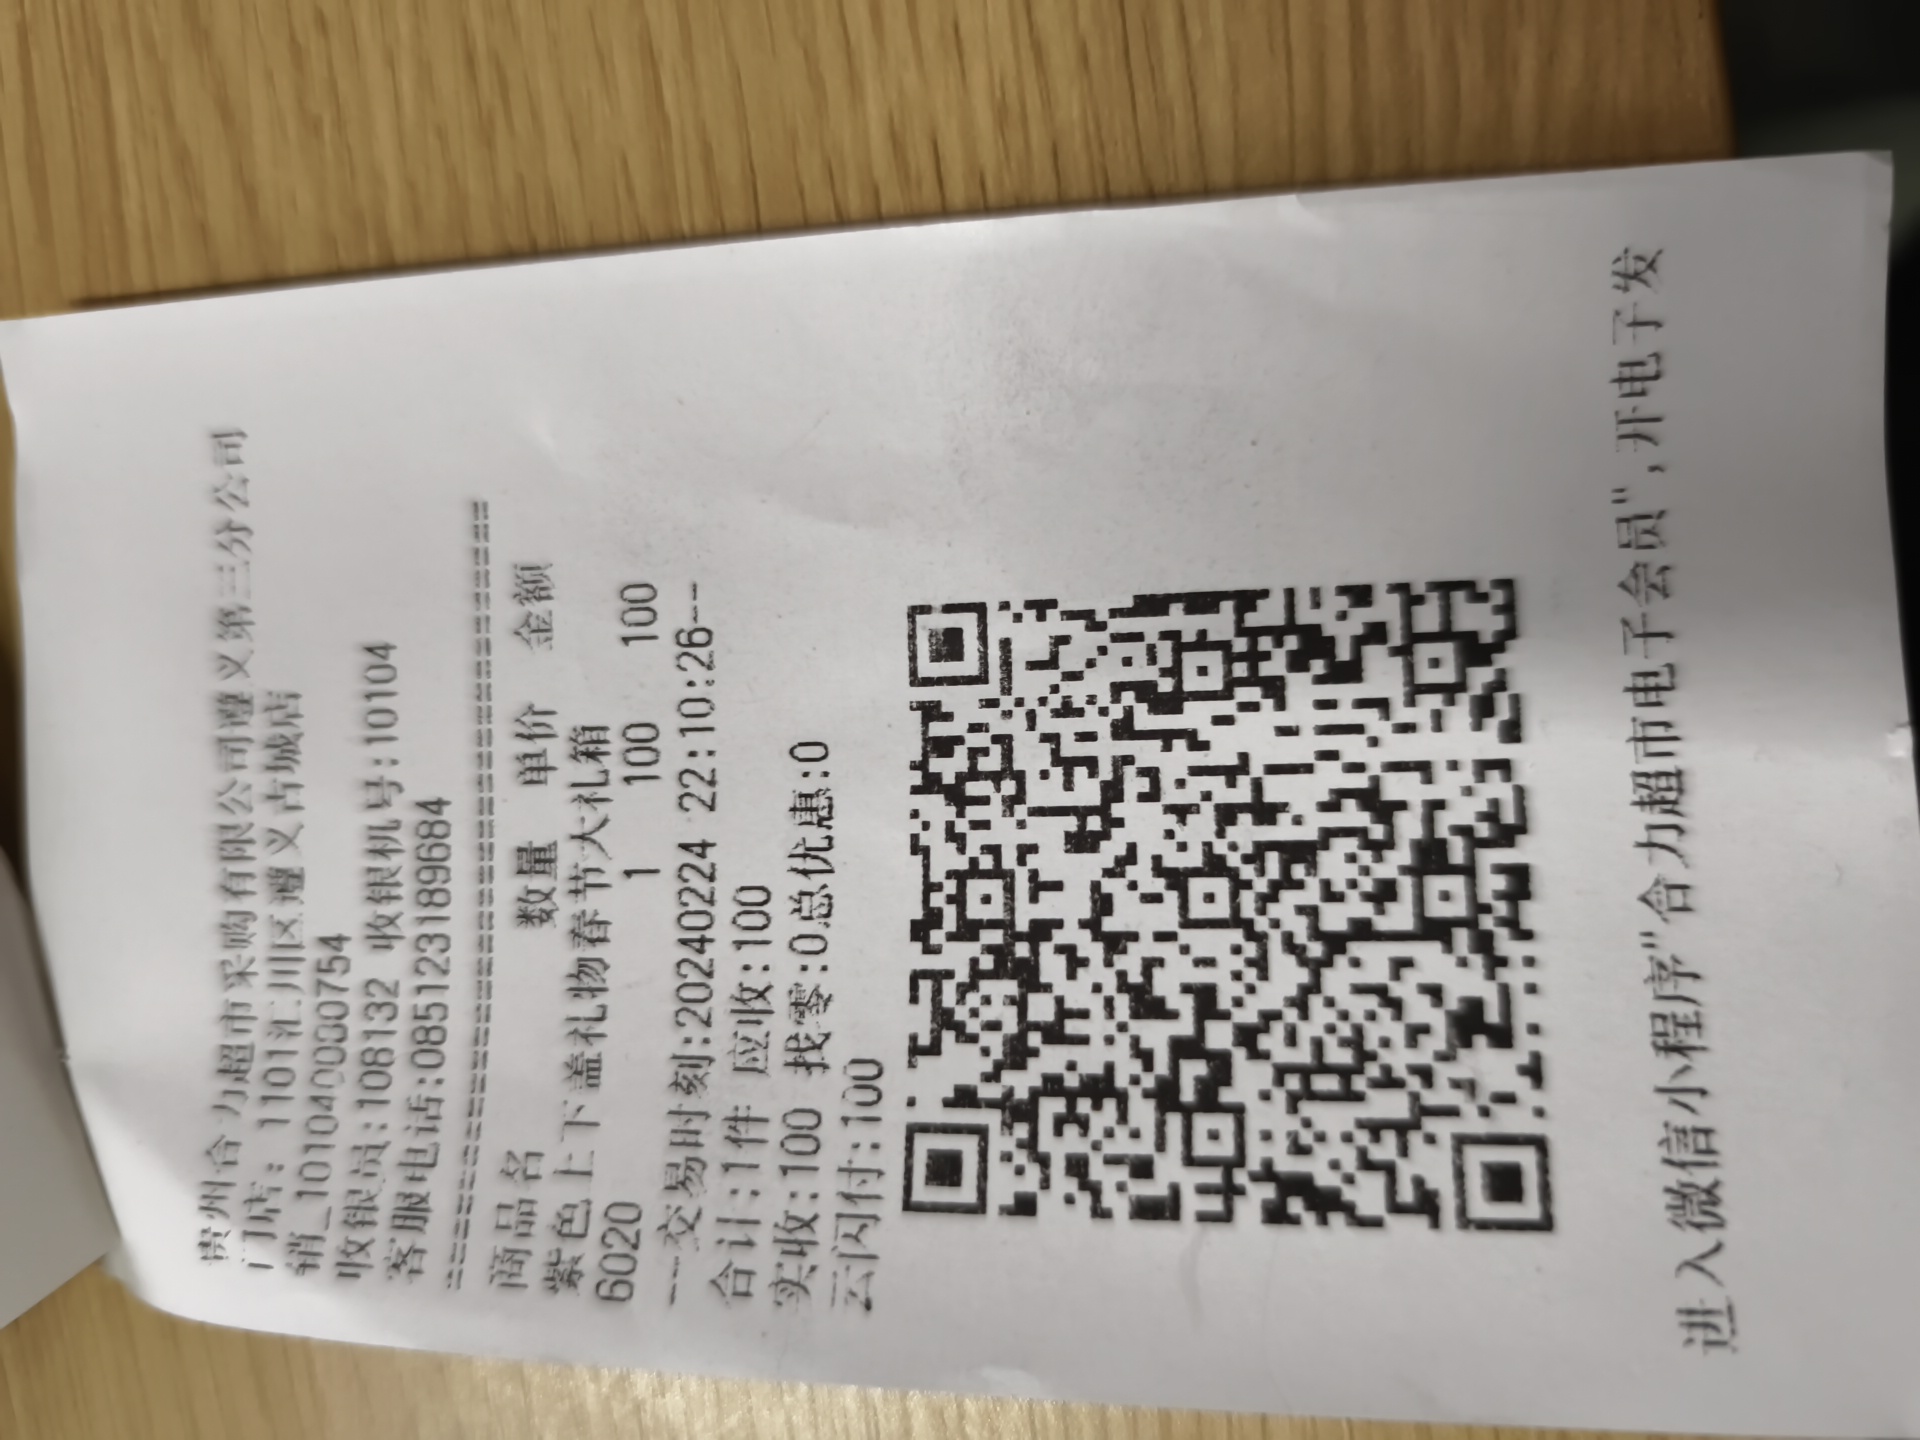 贵州合力超市采购有限公司遵义第三分公司
门店: 1101汇川区遵义古城店
销_101040000754
收银员:108132 收银机号:10104
客服电话:085123189684
商品名 数量 单价 金额
紫色上下盖礼物春节大礼箱
6020 1 100 100
---交易时刻:20240224 22:10:26--
合计:1件 应收:100
实收:100 找零:0总优惠:0
云闪付:100
进入微信小程序"合力超市电子会员",开电子发